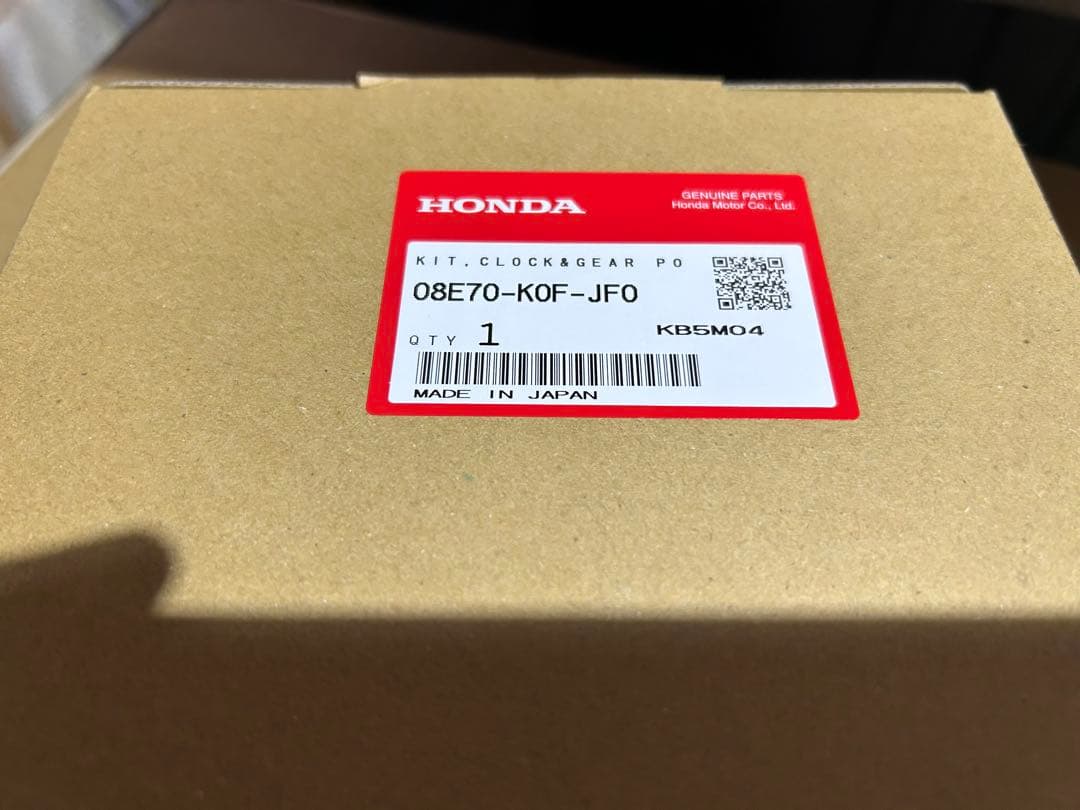 HONDA
GENUINE PARTS
Honda Motor Co., Ltd.
KIT,CLOCK&GEAR PO
08E70-K0F-JF0
KB5M04
QTY 1
MADE IN JAPAN